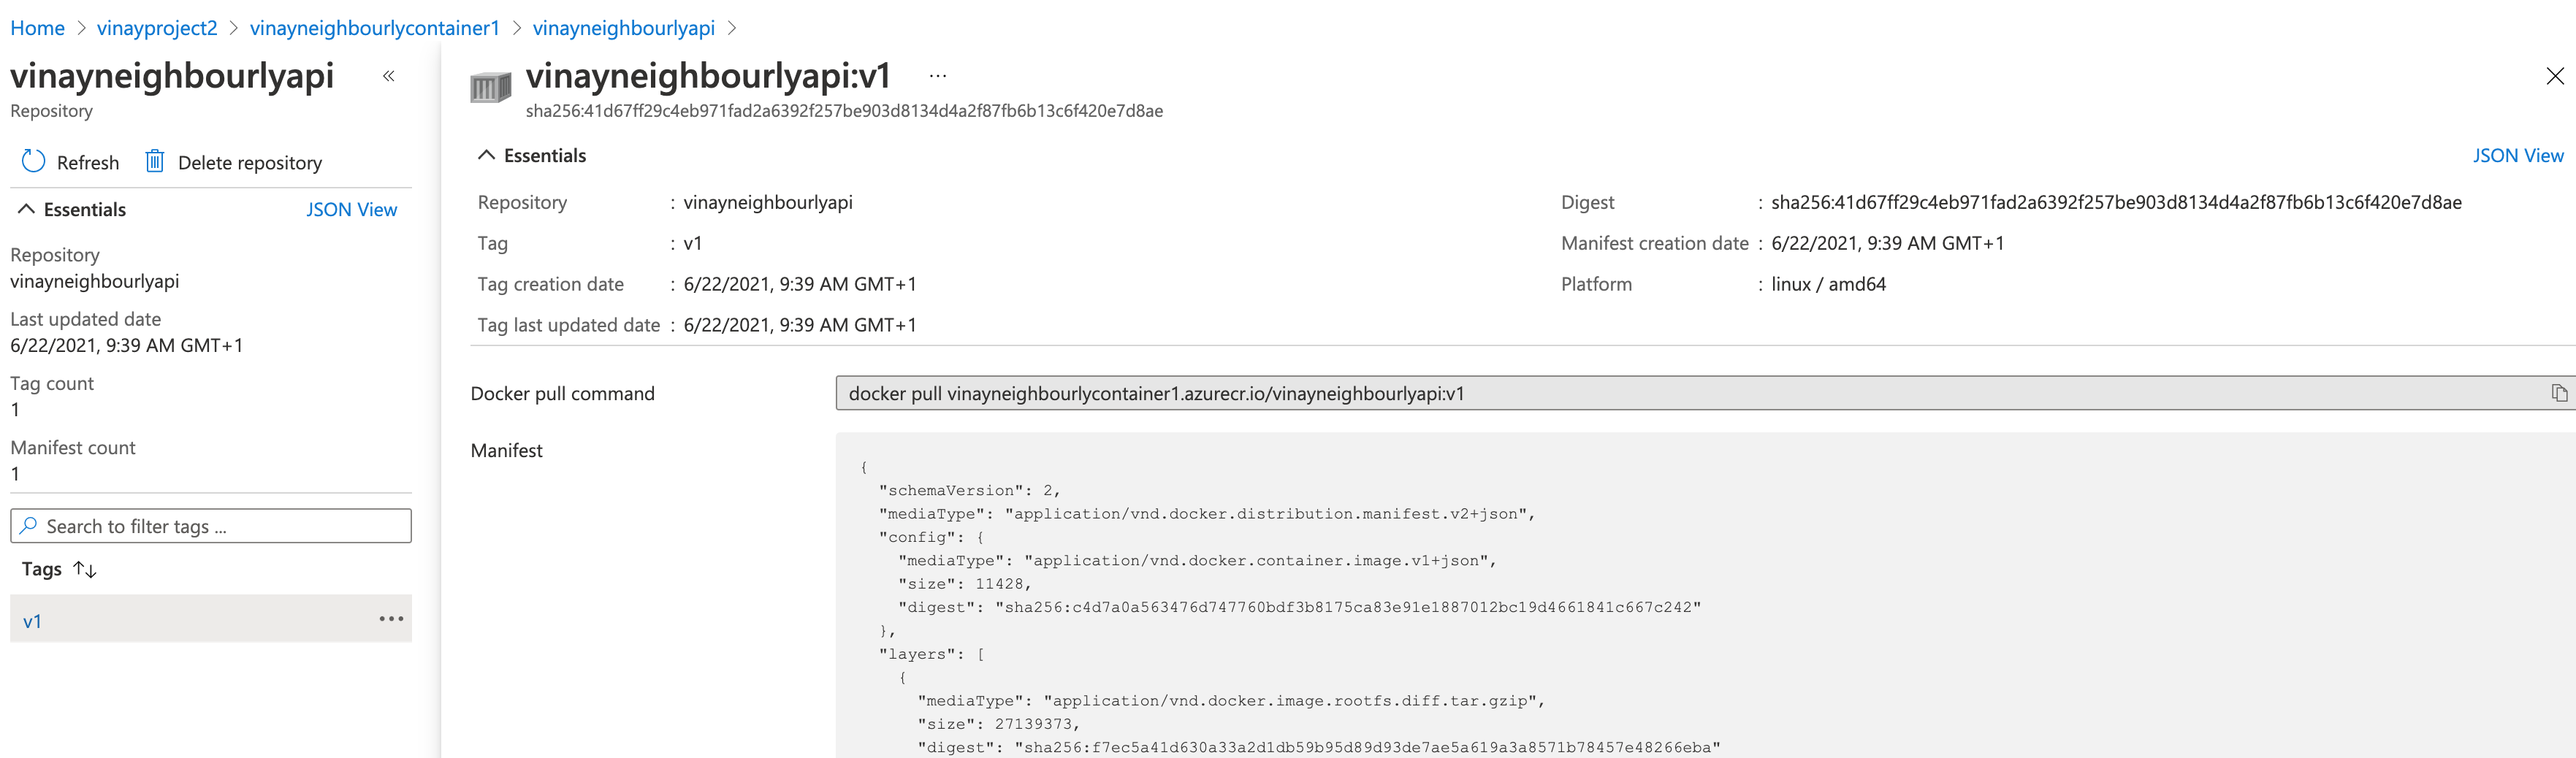 Home > vinayproject2 > vinayneighbourlycontainer1 > vinayneighbourlyapi >
vinayneighbourlyapi «
Repository
Refresh Delete repository
Essentials JSON View
Repository
vinayneighbourlyapi
Last updated date
6/22/2021, 9:39 AM GMT+1
Tag count
1
Manifest count
1
Search to filter tags ...
Tags ↑↓
v1 •••
vinayneighbourlyapi:v1 ...
sha256:41d67ff29c4eb971fad2a6392f257be903d8134d4a2f87fb6b13c6f420e7d8ae
Essentials JSON View
Repository : vinayneighbourlyapi
Tag : v1
Tag creation date : 6/22/2021, 9:39 AM GMT+1
Tag last updated date : 6/22/2021, 9:39 AM GMT+1
Digest : sha256:41d67ff29c4eb971fad2a6392f257be903d8134d4a2f87fb6b13c6f420e7d8ae
Manifest creation date : 6/22/2021, 9:39 AM GMT+1
Platform : linux / amd64
Docker pull command docker pull vinayneighbourlycontainer1.azurecr.io/vinayneighbourlyapi:v1
Manifest
{
"schemaVersion": 2,
"mediaType": "application/vnd.docker.distribution.manifest.v2+json",
"config": {
"mediaType": "application/vnd.docker.container.image.v1+json",
"size": 11428,
"digest": "sha256:c4d7a0a563476d747760bdf3b8175ca83e91e1887012bc19d4661841c667c242"
},
"layers": [
{
"mediaType": "application/vnd.docker.image.rootfs.diff.tar.gzip",
"size": 27139373,
"digest": "sha256:f7ec5a41d630a33a2d1db59b95d89d93de7ae5a619a3a8571b78457e48266eba"